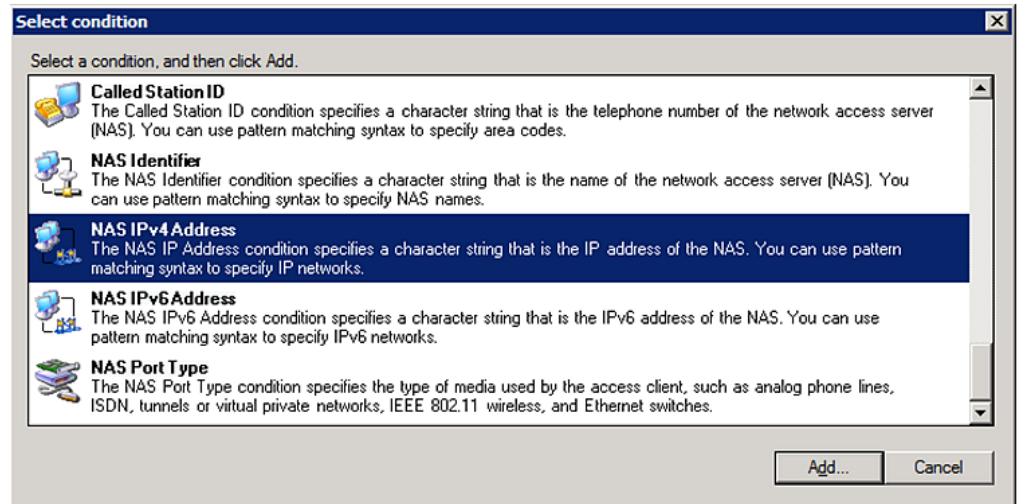 Select condition
Select a condition, and then click Add.
Called Station ID
The Called Station ID condition specifies a character string that is the telephone number of the network access server
(NAS). You can use pattern matching syntax to specify area codes.
NAS Identifier
The NAS Identifier condition specifies a character string that is the name of the network access server (NAS). You
can use pattern matching syntax to specify NAS names.
NAS IPv4 Address
The NAS IP Address condition specifies a character string that is the IP address of the NAS. You can use pattern
matching syntax to specify IP networks.
NAS IPv6 Address
The NAS IPv6 Address condition specifies a character string that is the IPv6 address of the NAS. You can use
pattern matching syntax to specify IPv6 networks.
NAS Port Type
The NAS Port Type condition specifies the type of media used by the access client, such as analog phone lines,
ISDN, tunnels or virtual private networks, IEEE 802.11 wireless, and Ethernet switches.
Add... Cancel